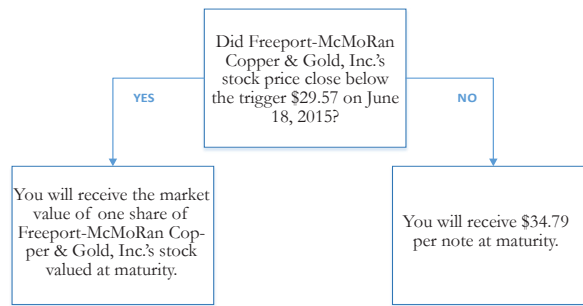 Did Freeport-McMoRan
Copper & Gold, Inc.'s
stock price close below
the trigger $29.57 on June
18, 2015?
YES
NO
You will receive the market
value of one share of
Freeport-McMoRan Cop-
per & Gold, Inc.'s stock
valued at maturity.
You will receive $34.79
per note at maturity.